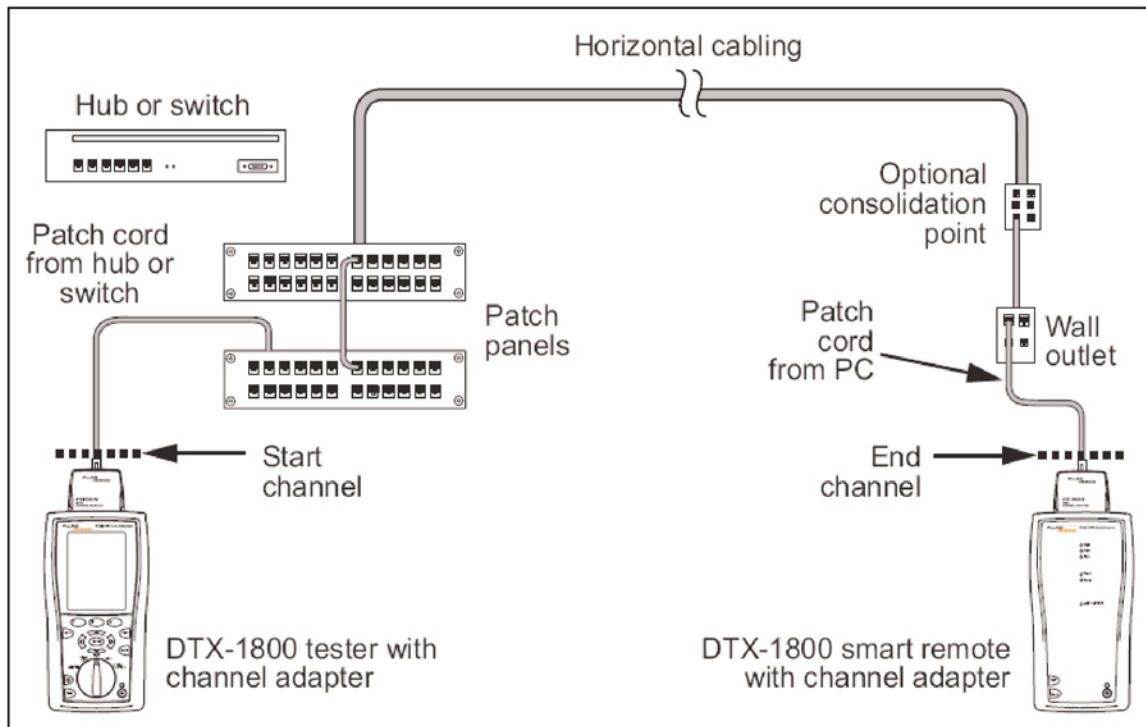 Horizontal cabling
Hub or switch
Optional
consolidation
point
Patch cord
from hub or
switch
Patch
panels
Patch
cord
from PC
Wall
outlet
Start
channel
End
channel
DTX-1800 tester with
channel adapter
DTX-1800 smart remote
with channel adapter